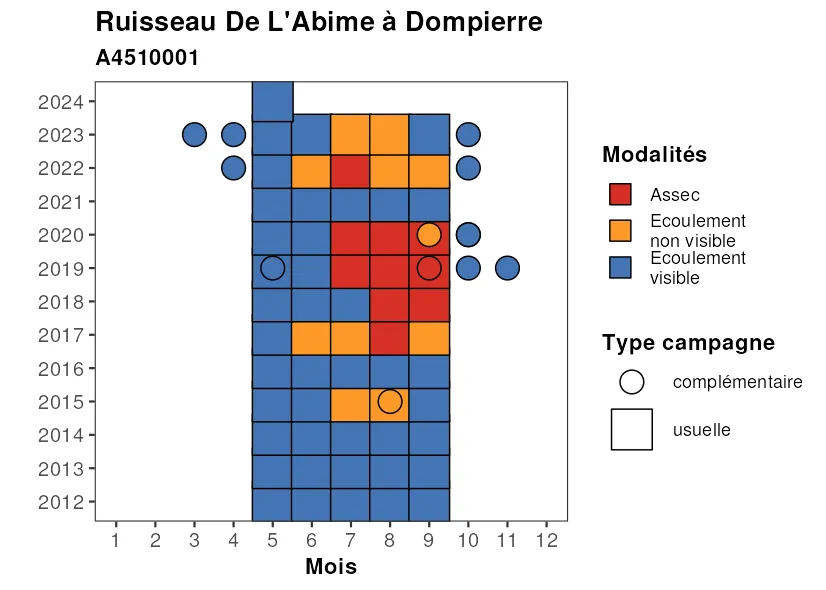 Ruisseau De L'Abime à Dompierre
A4510001
2024
2023
2022
2021
2020
2019
2018
2017
2016
2015
2014
2013
2012
1 2 3 4 5 6 7 8 9 10 11 12
Mois
Modalités
Assec
Ecoulement
non visible
Ecoulement
visible
Type campagne
complémentaire
usuelle